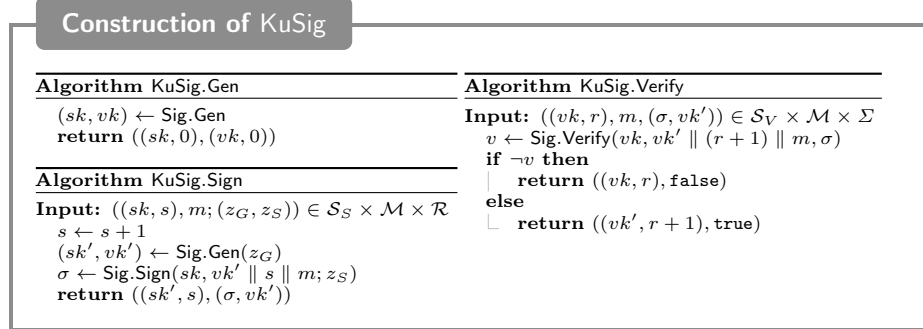 Construction of KuSig
Algorithm KuSig.Gen
(sk, vk) ← Sig.Gen
return ((sk, 0), (vk, 0))
Algorithm KuSig.Sign
Input: ((sk, s), m; (z_G, z_S)) ∈ S_S × M × R
s ← s + 1
(sk′, vk′) ← Sig.Gen(z_G)
σ ← Sig.Sign(sk, vk′ ∥ s ∥ m; z_S)
return ((sk′, s), (σ, vk′))
Algorithm KuSig.Verify
Input: ((vk, r), m, (σ, vk′)) ∈ S_V × M × Σ
v ← Sig.Verify(vk, vk′ ∥ (r + 1) ∥ m, σ)
if ¬v then
return ((vk, r), false)
else
return ((vk′, r + 1), true)